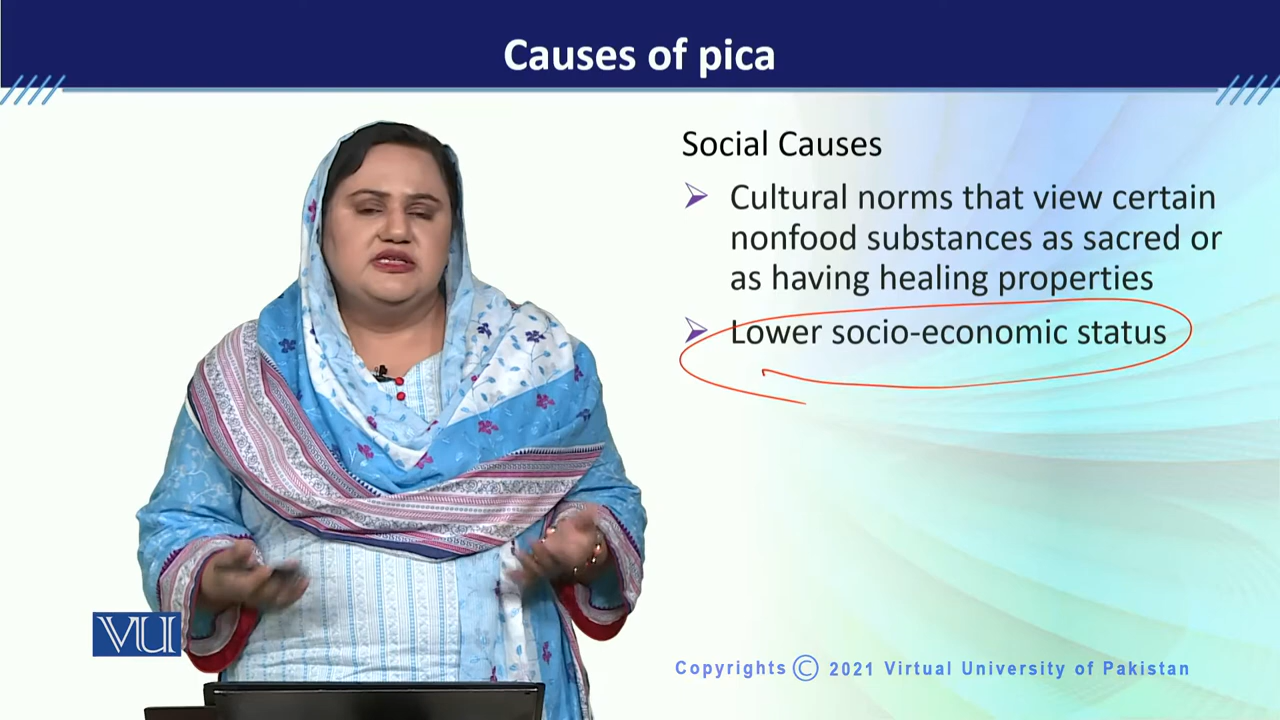 Causes of pica
Social Causes
Cultural norms that view certain
nonfood substances as sacred or
as having healing properties
Lower socio-economic status
VU
Copyrights © 2021 Virtual University of Pakistan